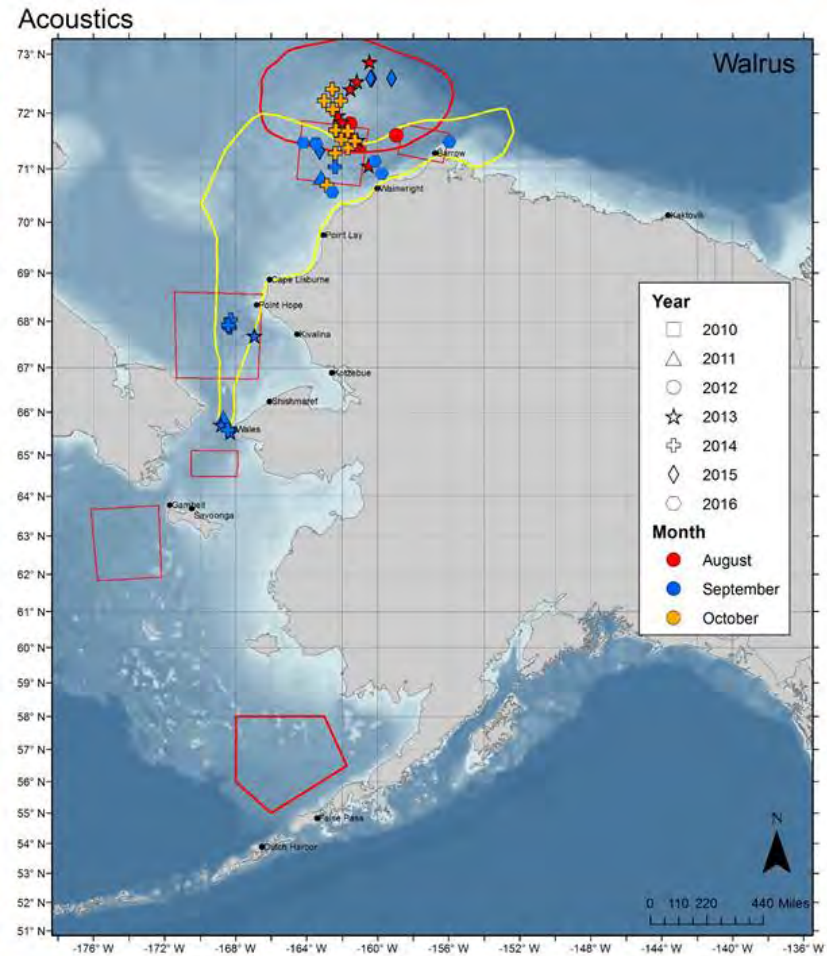 Acoustics
Walrus
73° N
72° N
71° N
70° N
69° N
68° N
67° N
66° N
65° N
64° N
63° N
62° N
61° N
60° N
59° N
58° N
57° N
56° N
55° N
54° N
53° N
52° N
51° N
Barrow
Wainwright
Kaktovik
Point Lay
Cape Lisburne
Point Hope
Kivalina
Kotzebue
Shishmaref
Wales
Gambell
Savoonga
False Pass
Dutch Harbor
Year
2010
2011
2012
2013
2014
2015
2016
Month
August
September
October
N
0 110 220 440 Miles
-176° W -172° W -168° W -164° W -160° W -156° W -152° W -148° W -144° W -140° W -136° W